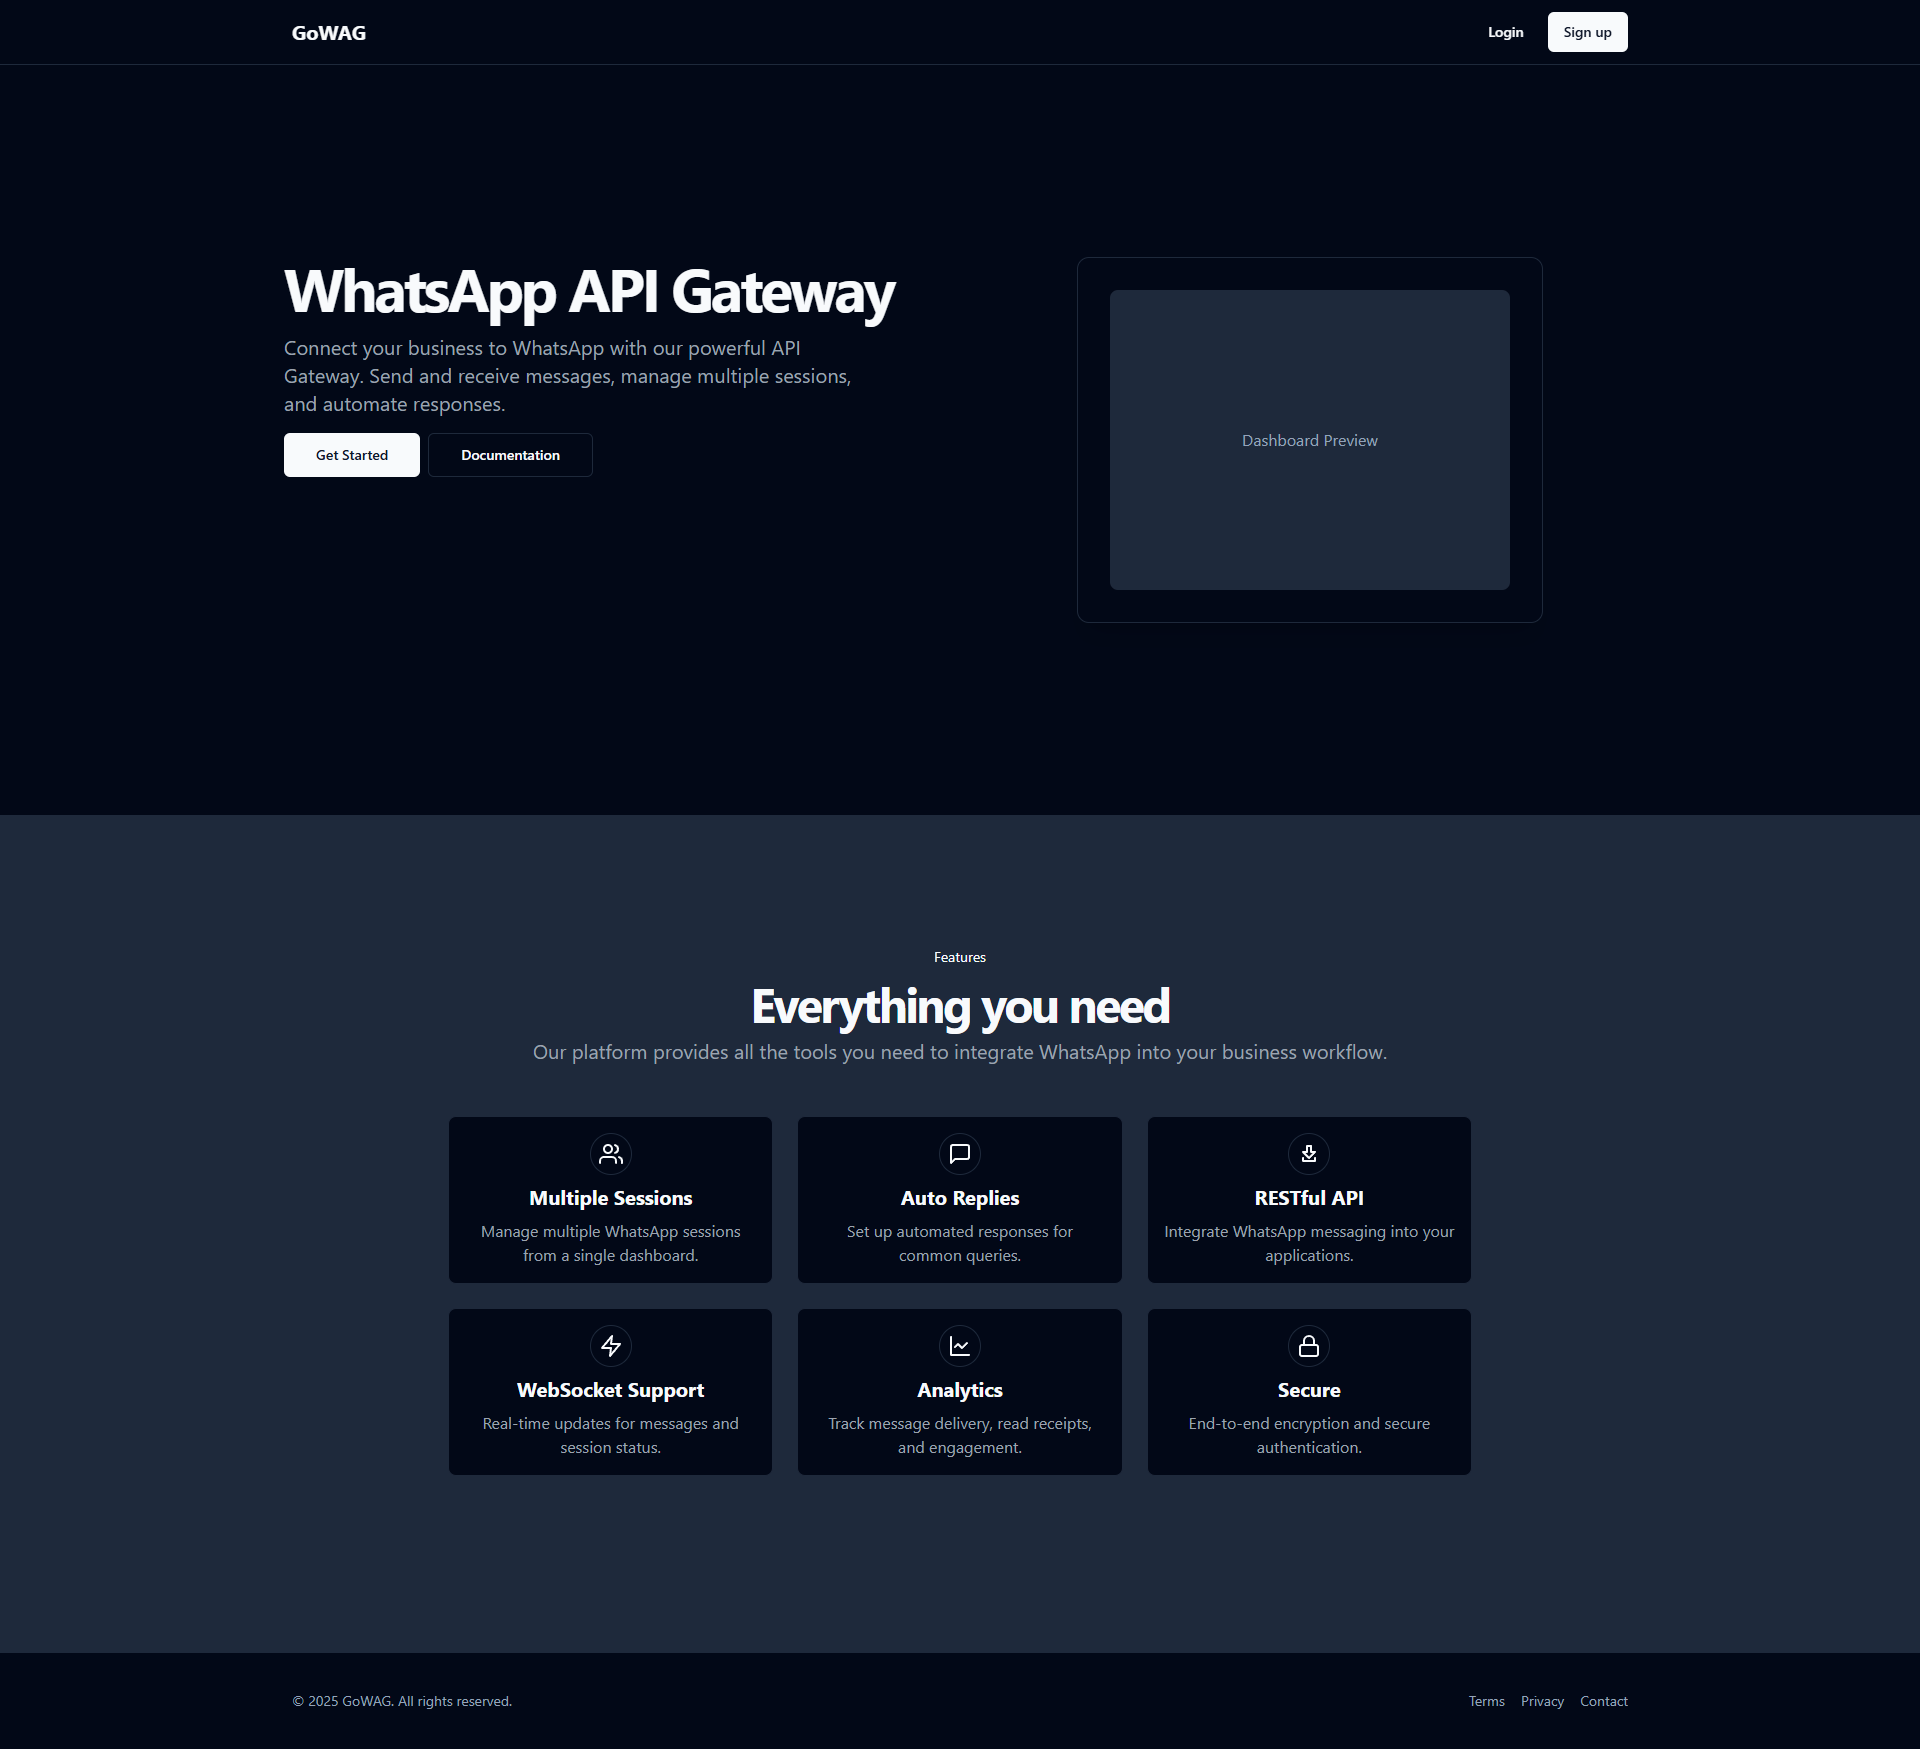 GoWAG
Login
Sign up
WhatsApp API Gateway
Connect your business to WhatsApp with our powerful API
Gateway. Send and receive messages, manage multiple sessions,
and automate responses.
Get Started
Documentation
Dashboard Preview
Features
Everything you need
Our platform provides all the tools you need to integrate WhatsApp into your business workflow.
Multiple Sessions
Manage multiple WhatsApp sessions
from a single dashboard.
Auto Replies
Set up automated responses for
common queries.
RESTful API
Integrate WhatsApp messaging into your
applications.
WebSocket Support
Real-time updates for messages and
session status.
Analytics
Track message delivery, read receipts,
and engagement.
Secure
End-to-end encryption and secure
authentication.
© 2025 GoWAG. All rights reserved.
Terms
Privacy
Contact